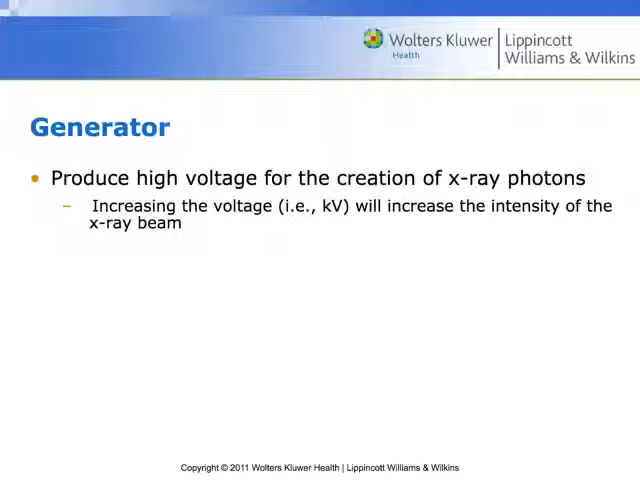 Wolters Kluwer
Health
Lippincott
Williams & Wilkins
Generator
• Produce high voltage for the creation of x-ray photons
– Increasing the voltage (i.e., kV) will increase the intensity of the
x-ray beam
Copyright © 2011 Wolters Kluwer Health | Lippincott Williams & Wilkins